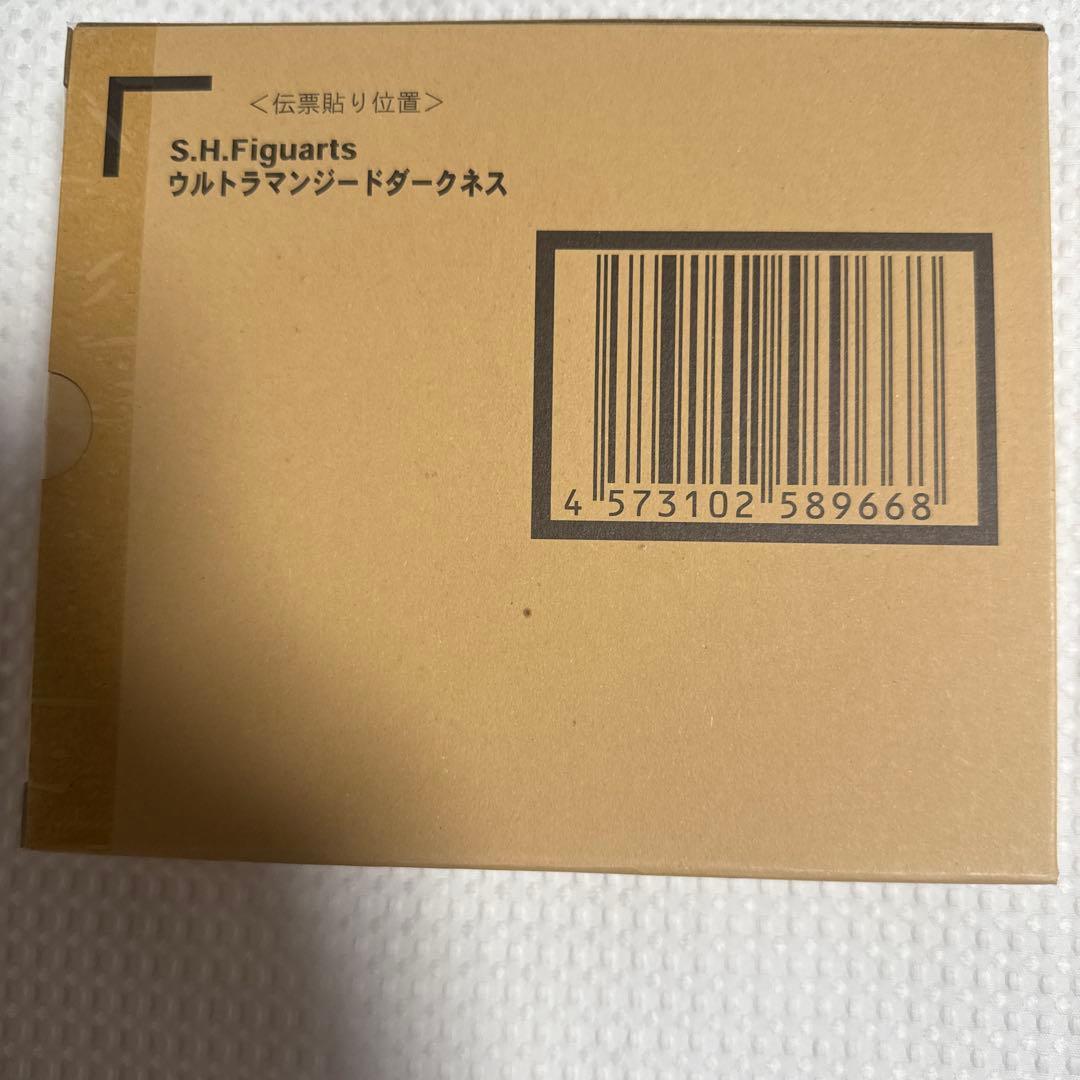 ＜伝票貼り位置＞
S.H.Figuarts
ウルトラマンジードダークネス
4 573102 589668